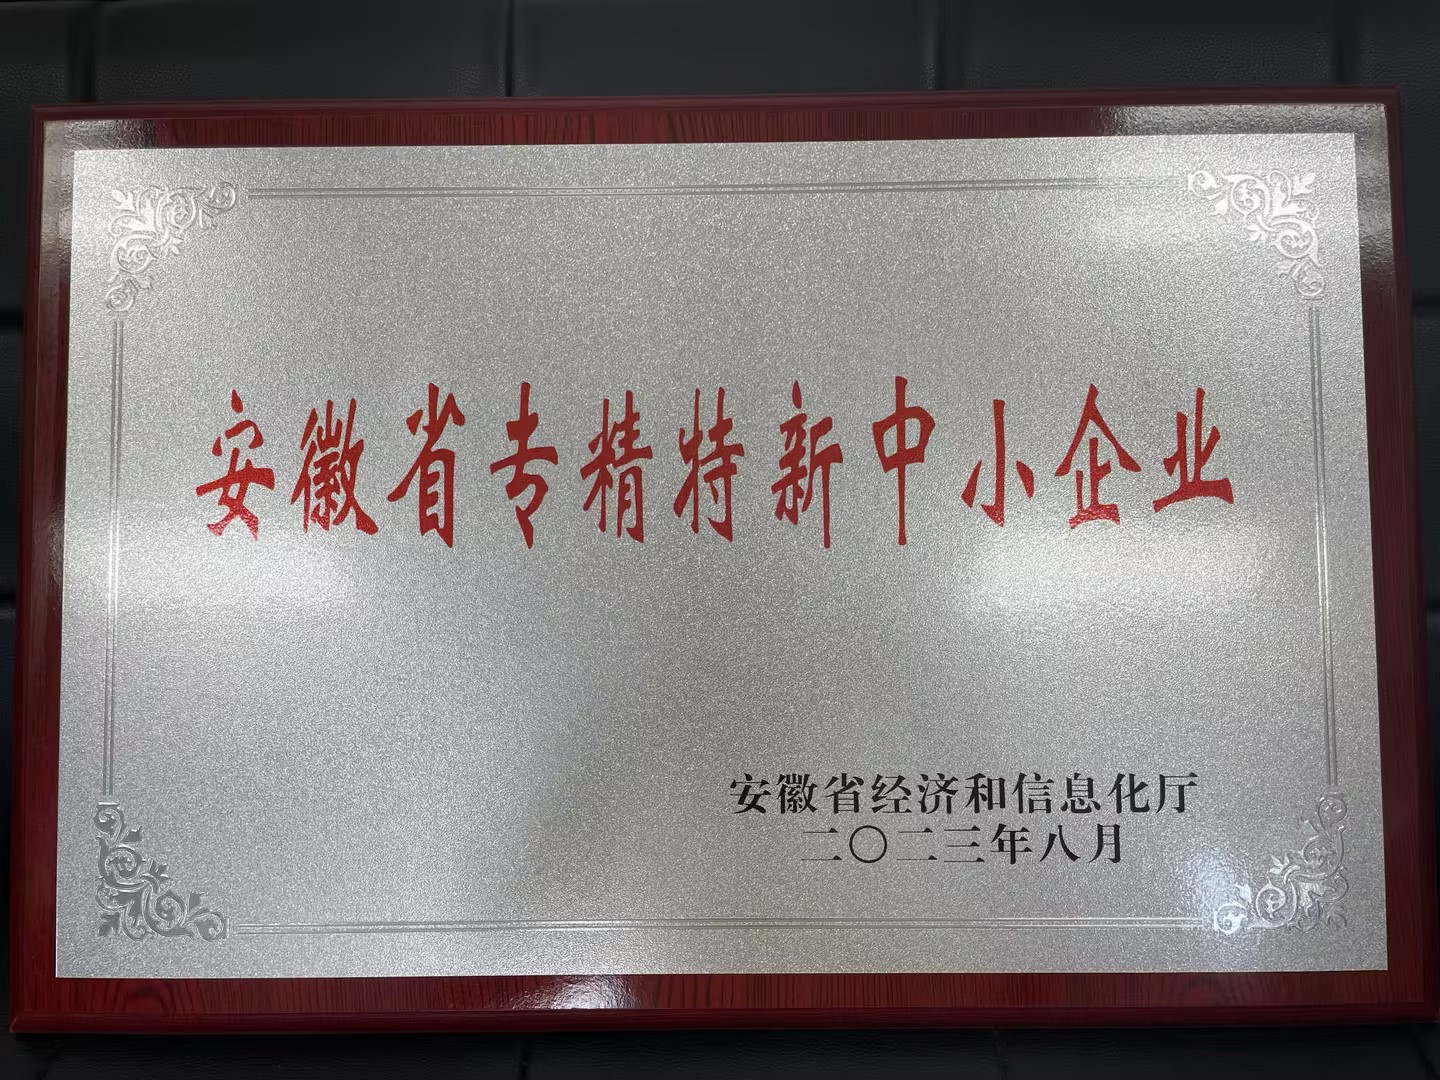 安徽省专精特新中小企业
安徽省经济和信息化厅
二〇二三年八月